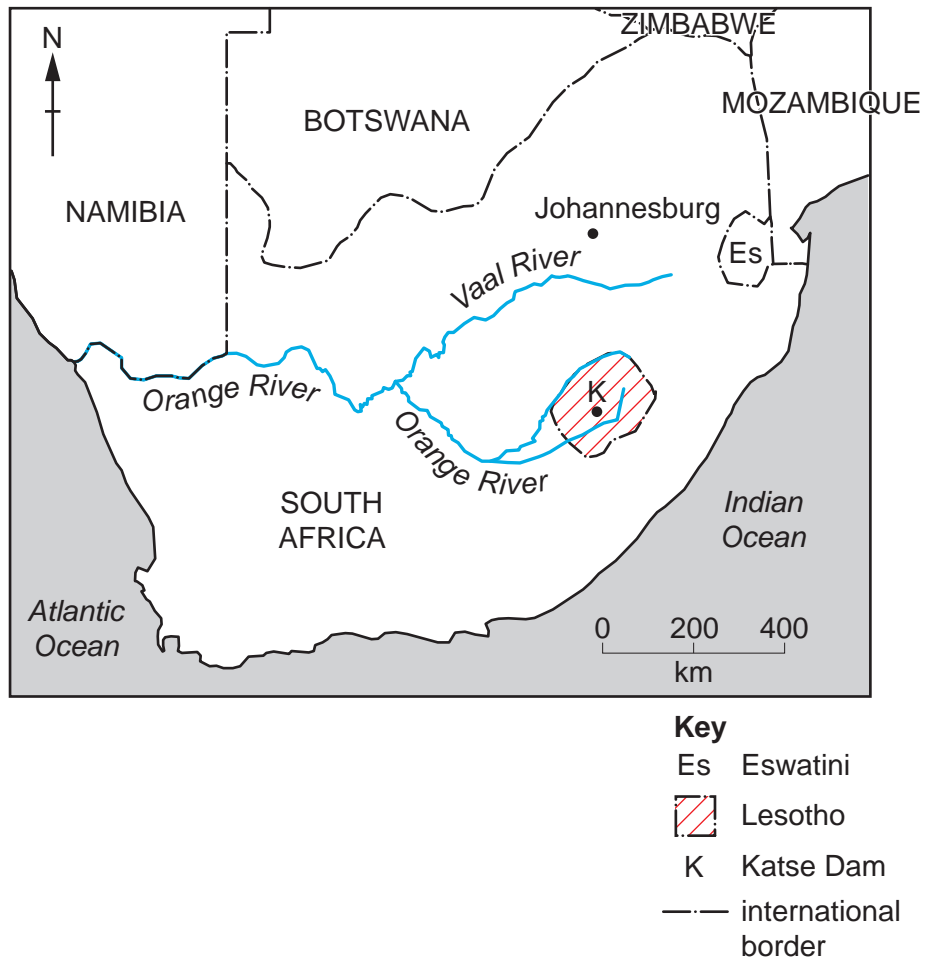 ZIMBABWE
N
MOZAMBIQUE
BOTSWANA
NAMIBIA
Johannesburg
Es
Vaal River
Orange River
K
Orange River
SOUTH
AFRICA
Indian
Ocean
Atlantic
Ocean
0 200 400
km
Key
Es Eswatini
Lesotho
K Katse Dam
international
border